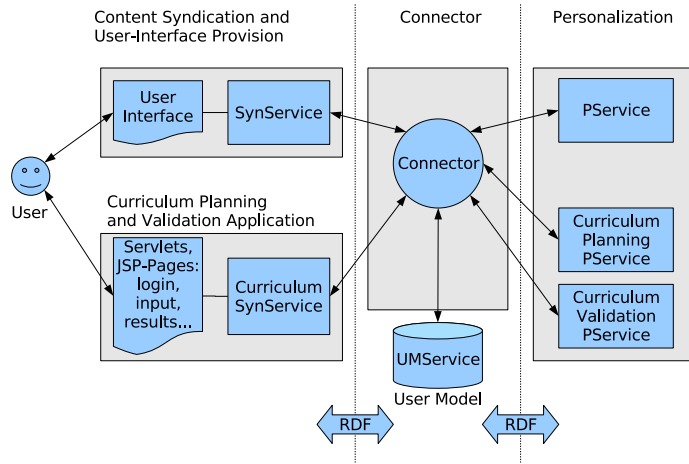 Content Syndication and
User-Interface Provision
Connector
Personalization
User
Interface
SynService
PService
Connector
User
Curriculum Planning
and Validation Application
Servlets,
JSP-Pages:
login,
input,
results...
Curriculum
SynService
Curriculum
Planning
PService
Curriculum
Validation
PService
UMService
User Model
RDF
RDF